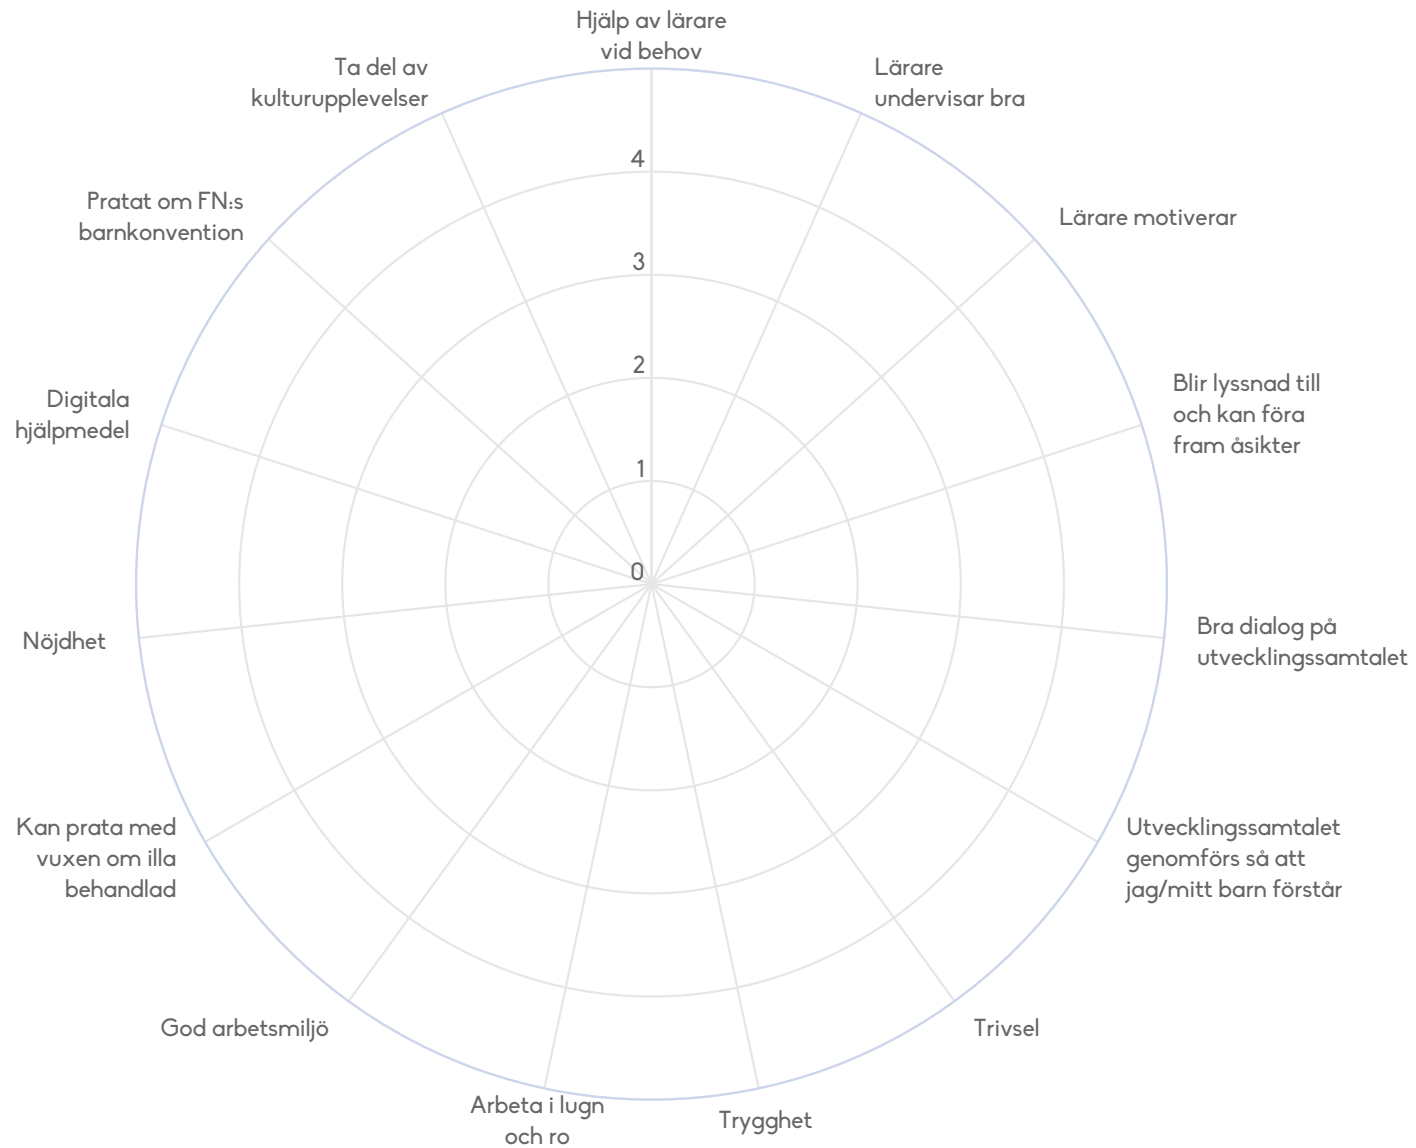 Hjälp av lärare
vid behov
Lärare
undervisar bra
Lärare motiverar
Blir lyssnad till
och kan föra
fram åsikter
Bra dialog på
utvecklingssamtalet
Utvecklingssamtalet
genomförs så att
jag/mitt barn förstår
Trivsel
Trygghet
Arbeta i lugn
och ro
God arbetsmiljö
Kan prata med
vuxen om illa
behandlad
Nöjdhet
Digitala
hjälpmedel
Pratat om FN:s
barnkonvention
Ta del av
kulturupplevelser
4
3
2
1
0